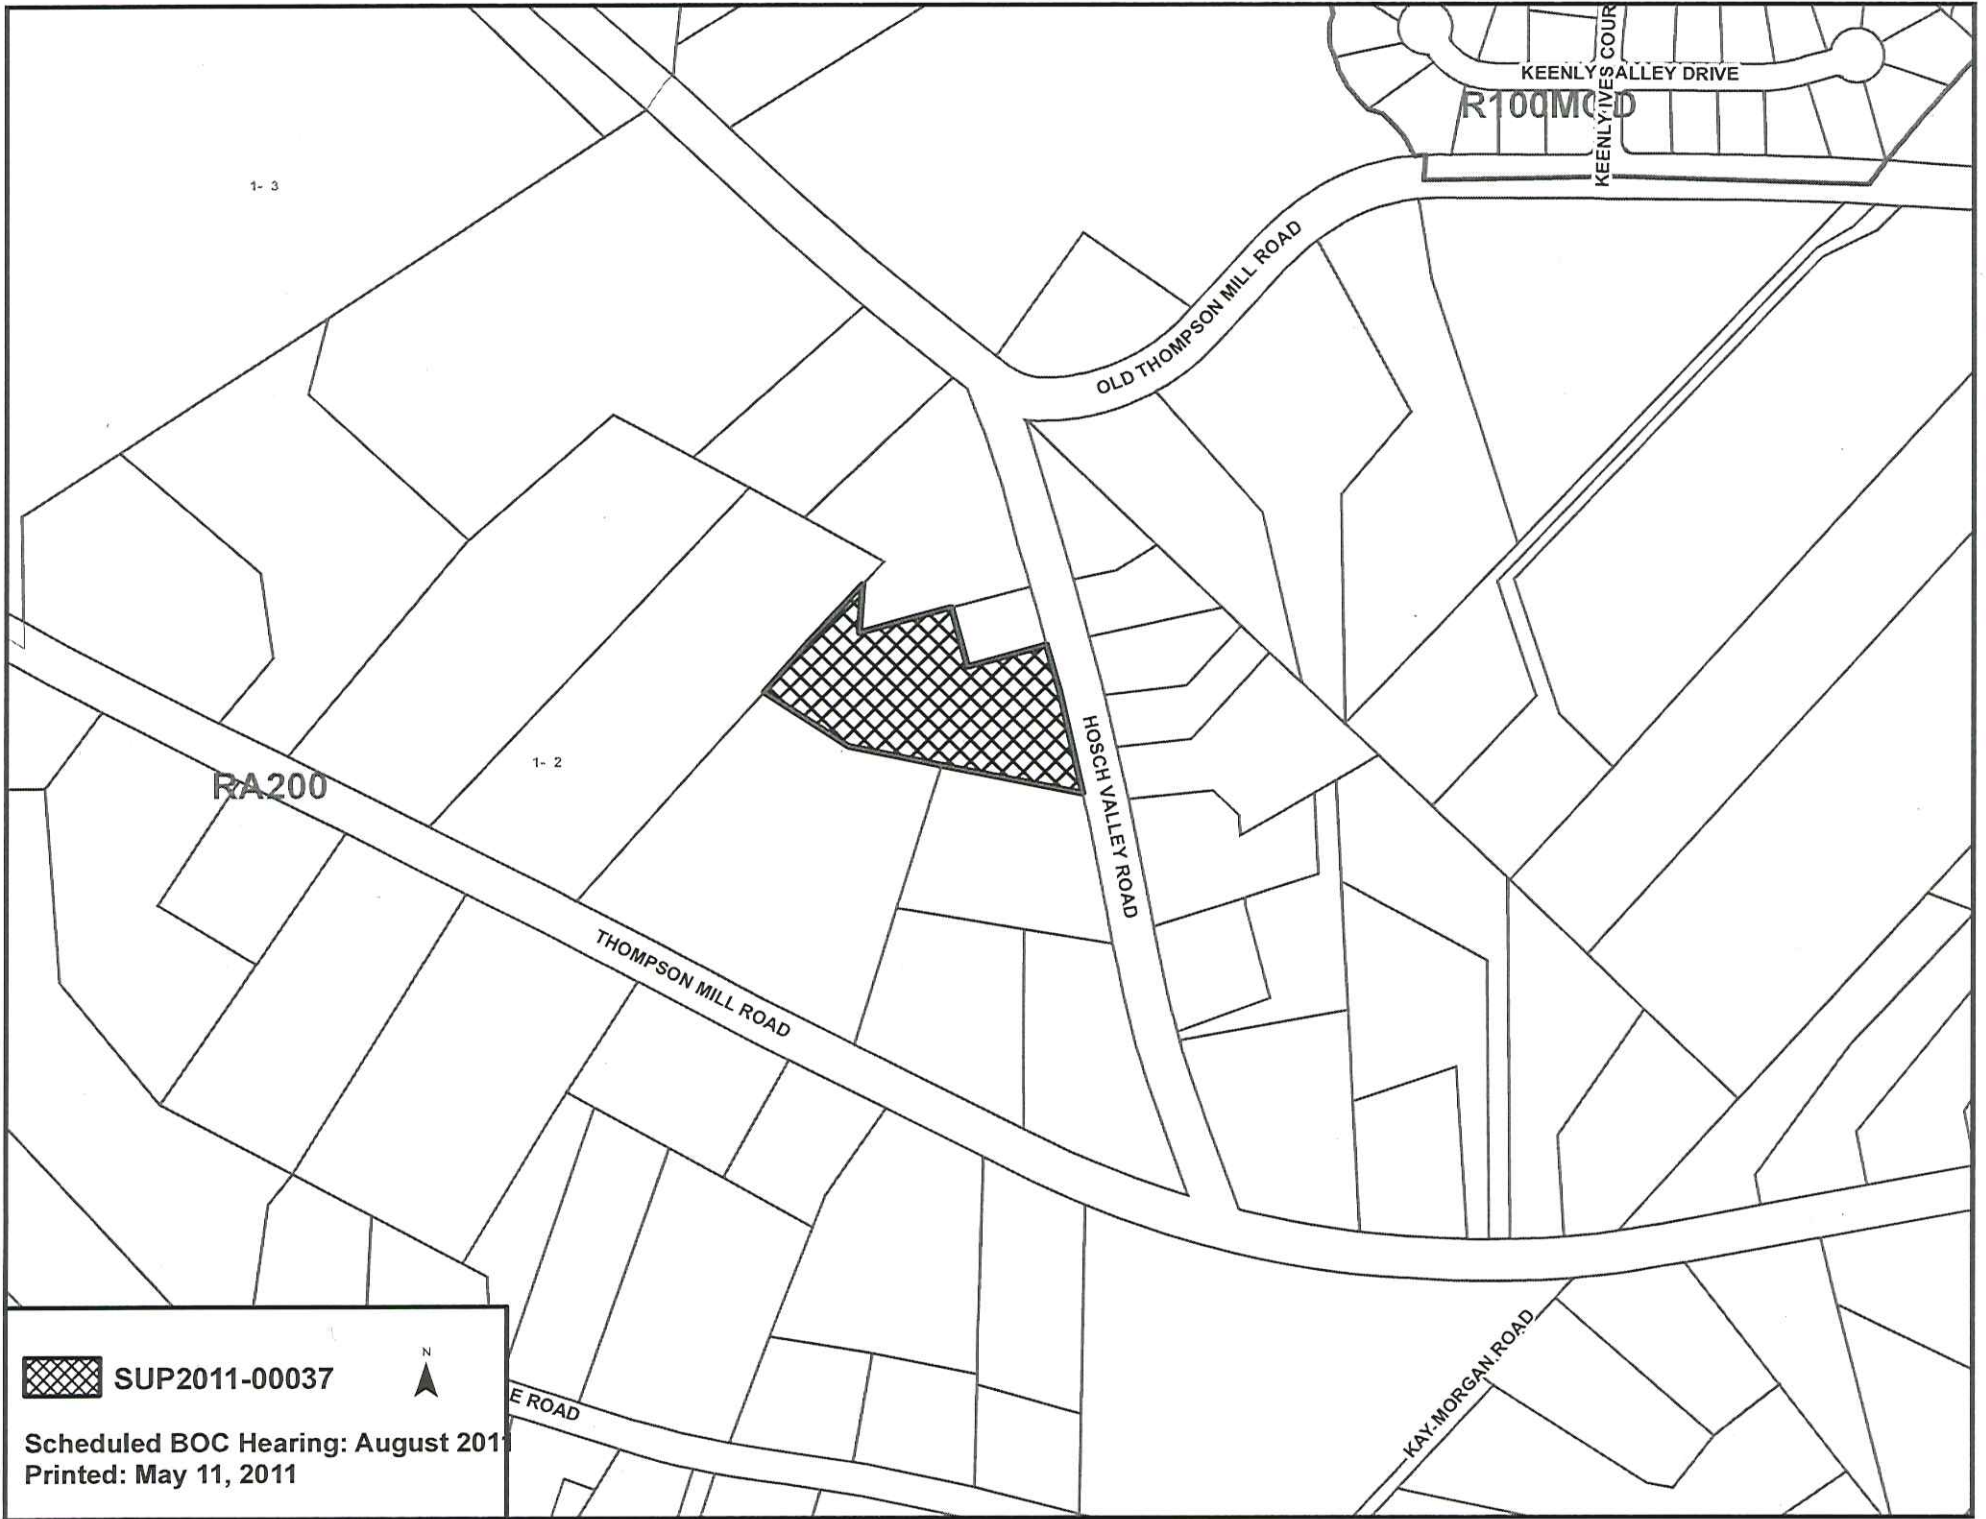 KEENLY IVES COUR
KEENLY ALLEY DRIVE
R100MOD
1- 3
OLD THOMPSON MILL ROAD
HOSCH VALLEY ROAD
1- 2
RA200
THOMPSON MILL ROAD
KAY-MORGAN ROAD
E ROAD
N
SUP2011-00037
Scheduled BOC Hearing: August 2011
Printed: May 11, 2011